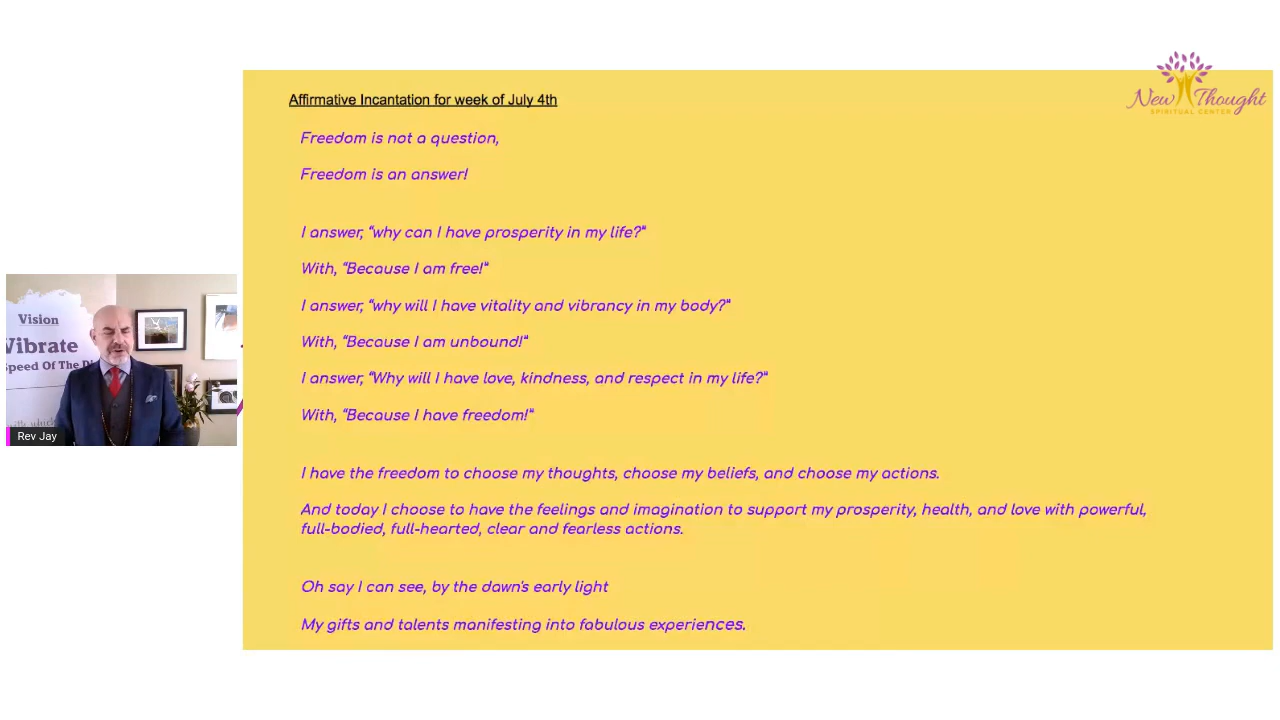 New Thought
SPIRITUAL CENTER
Affirmative Incantation for week of July 4th
Freedom is not a question,
Freedom is an answer!
I answer, “why can I have prosperity in my life?”
With, “Because I am free!”
I answer, “why will I have vitality and vibrancy in my body?”
With, “Because I am unbound!”
I answer, “Why will I have love, kindness, and respect in my life?”
With, “Because I have freedom!”
I have the freedom to choose my thoughts, choose my beliefs, and choose my actions.
And today I choose to have the feelings and imagination to support my prosperity, health, and love with powerful,
full-bodied, full-hearted, clear and fearless actions.
Oh say I can see, by the dawn's early light
My gifts and talents manifesting into fabulous experiences.
Vision
Vibrate
Speed Of The
Rev Jay